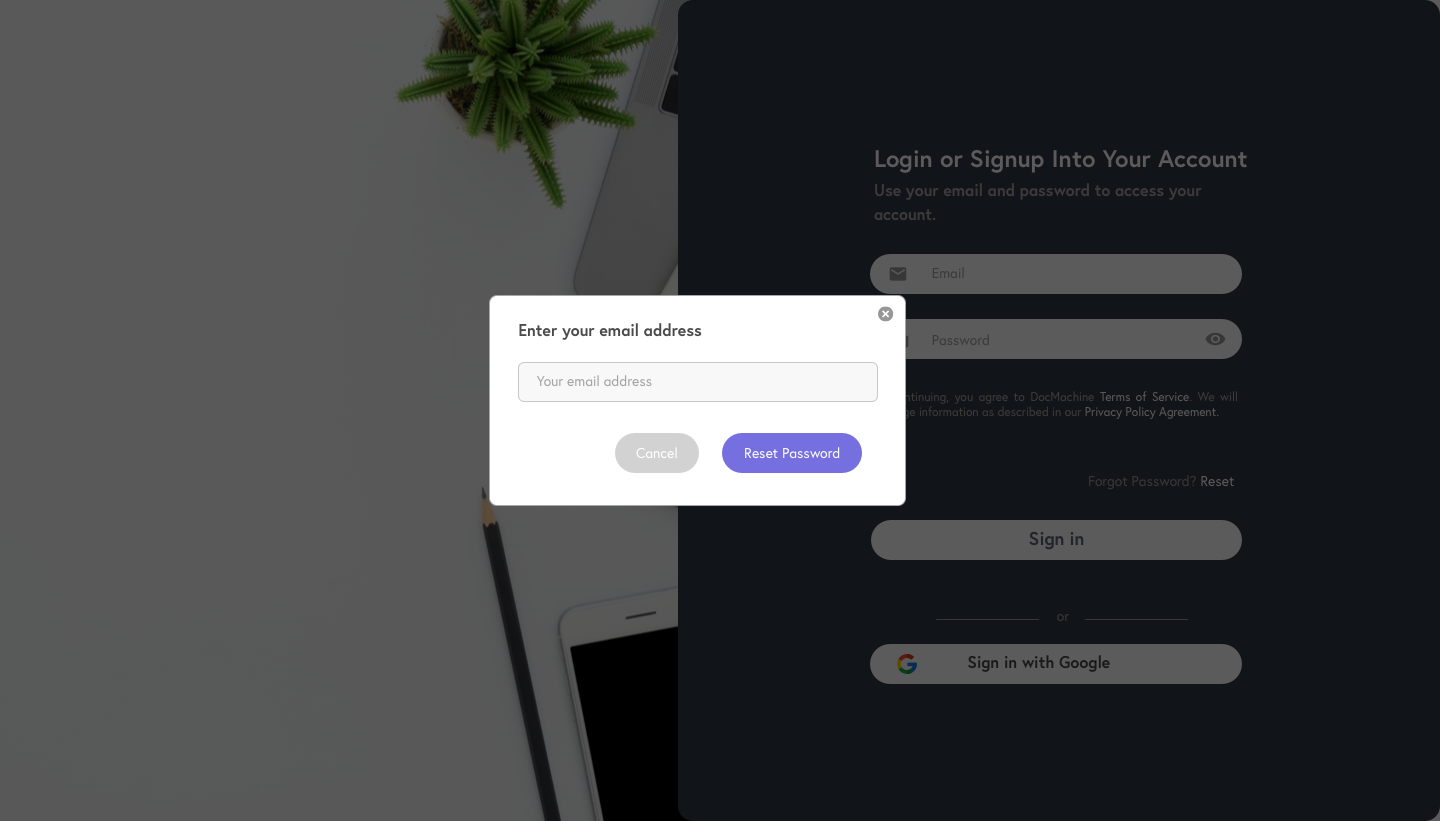 Login or Signup Into Your Account
Use your email and password to access your
account.
Email
Password
ntinuing, you agree to DocMachine Terms of Service. We will
information as described in our Privacy Policy Agreement.
Forgot Password? Reset
Sign in
or
Sign in with Google
Enter your email address
Your email address
Cancel
Reset Password